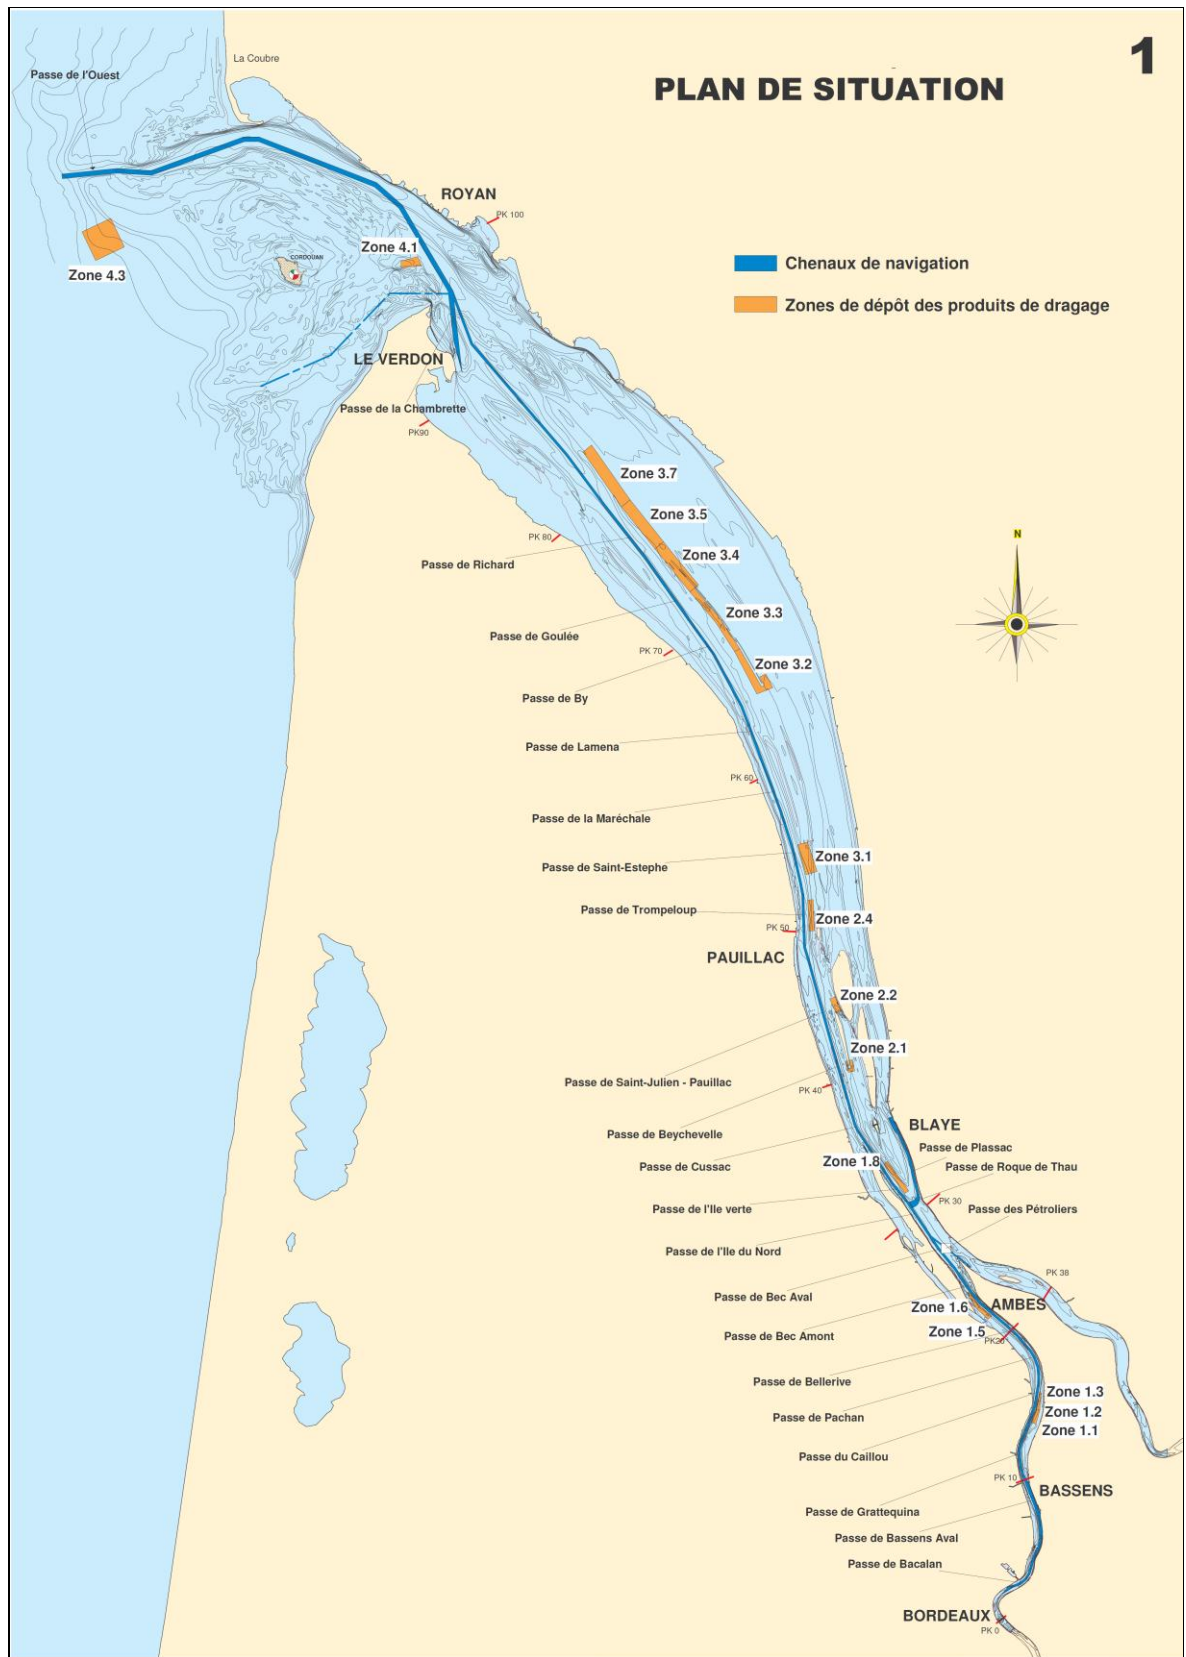 1
PLAN DE SITUATION
La Coubre
Passe de l'Ouest
ROYAN
PK 100
Zone 4.1
CORDOUAN
Zone 4.3
Chenaux de navigation
Zones de dépôt des produits de dragage
LE VERDON
Passe de la Chambrette
PK90
Zone 3.7
Zone 3.5
PK 80
N
Zone 3.4
Passe de Richard
Zone 3.3
Passe de Goulée
PK 70
Zone 3.2
Passe de By
Passe de Lamena
PK 60
Passe de la Maréchale
Zone 3.1
Passe de Saint-Estephe
Passe de Trompeloup
Zone 2.4
PK 50
PAUILLAC
Zone 2.2
Zone 2.1
Passe de Saint-Julien - Pauillac
PK 40
BLAYE
Passe de Beychevelle
Passe de Plassac
Zone 1.8
Passe de Cussac
Passe de Roque de Thau
PK 30
Passe de l'Ile verte
Passe des Pétroliers
Passe de l'Ile du Nord
PK 38
Passe de Bec Aval
AMBES
Zone 1.6
Zone 1.5
Passe de Bec Amont
PK20
Passe de Bellerive
Zone 1.3
Zone 1.2
Passe de Pachan
Zone 1.1
Passe du Caillou
PK 10
BASSENS
Passe de Grattequina
Passe de Bassens Aval
Passe de Bacalan
BORDEAUX
PK 0